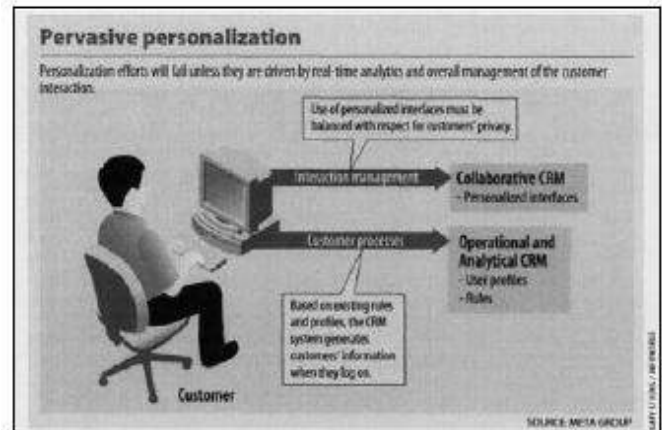 Pervasive personalization
Personalization efforts will fail unless they are driven by real-time analytics and overall management of the customer
interaction.
Use of personalized interfaces must be
balanced with respect for customers' privacy.
Interaction management
Collaborative CRM
- Personalized interfaces
Customer processes
Operational and
Analytical CRM
- User profiles
- Rules
Based on existing rules
and profiles, the CRM
system generates
customers' information
when they log on.
Customer
SOURCE: META GROUP